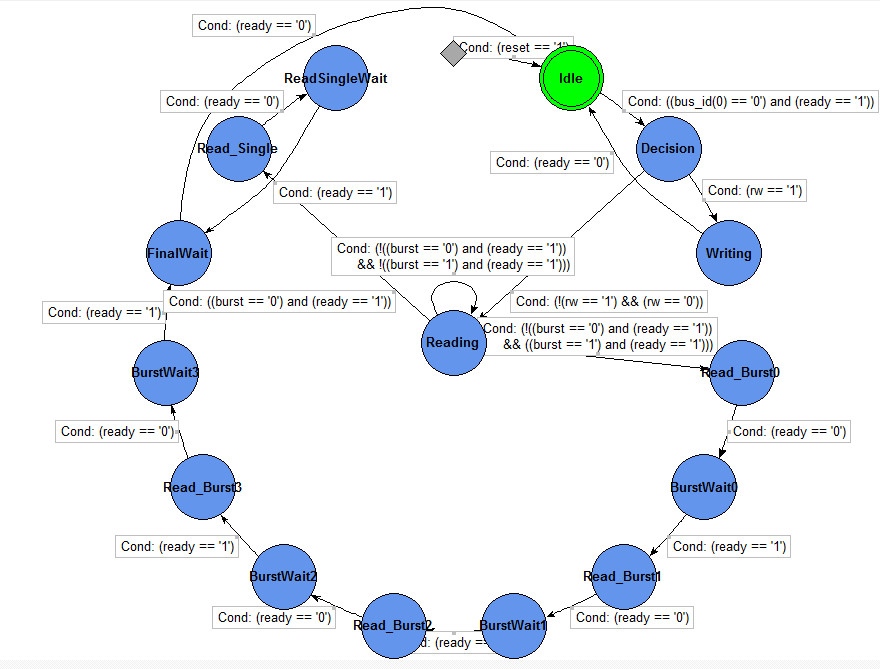 Cond: (ready == '0')
Cond: (reset == '1')
ReadSingleWait
Idle
Cond: (ready == '0')
Cond: ((bus_id(0) == '0') and (ready == '1'))
Read_Single
Decision
Cond: (ready == '0')
Cond: (ready == '1')
Cond: (rw == '1')
Cond: (!((burst == '0') and (ready == '1'))
&& !((burst == '1') and (ready == '1')))
FinalWait
Writing
Cond: ((burst == '0') and (ready == '1'))
Cond: (!(rw == '1') && (rw == '0'))
Cond: (ready == '1')
Cond: (!((burst == '0') and (ready == '1'))
&& ((burst == '1') and (ready == '1')))
Reading
BurstWait3
Read_Burst0
Cond: (ready == '0')
Cond: (ready == '0')
Read_Burst3
BurstWait0
Cond: (ready == '1')
Cond: (ready == '1')
BurstWait2
Read_Burst1
Cond: (ready == '0')
Cond: (ready == '0')
Read_Burst2
BurstWait1
d: (ready ==